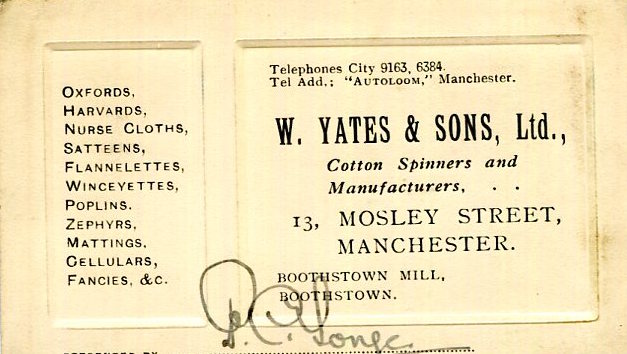 OXFORDS,
HARVARDS,
NURSE CLOTHS,
SATTEENS,
FLANNELETTES,
WINCEYETTES,
POPLINS.
ZEPHYRS,
MATTINGS,
CELLULARS,
FANCIES, &C.
Telephones City 9163, 6384.
Tel Add.; "AUTOLOOM," Manchester.
W. YATES & SONS, Ltd.,
Cotton Spinners and
Manufacturers, . .
13, MOSLEY STREET,
MANCHESTER.
BOOTHSTOWN MILL,
BOOTHSTOWN.